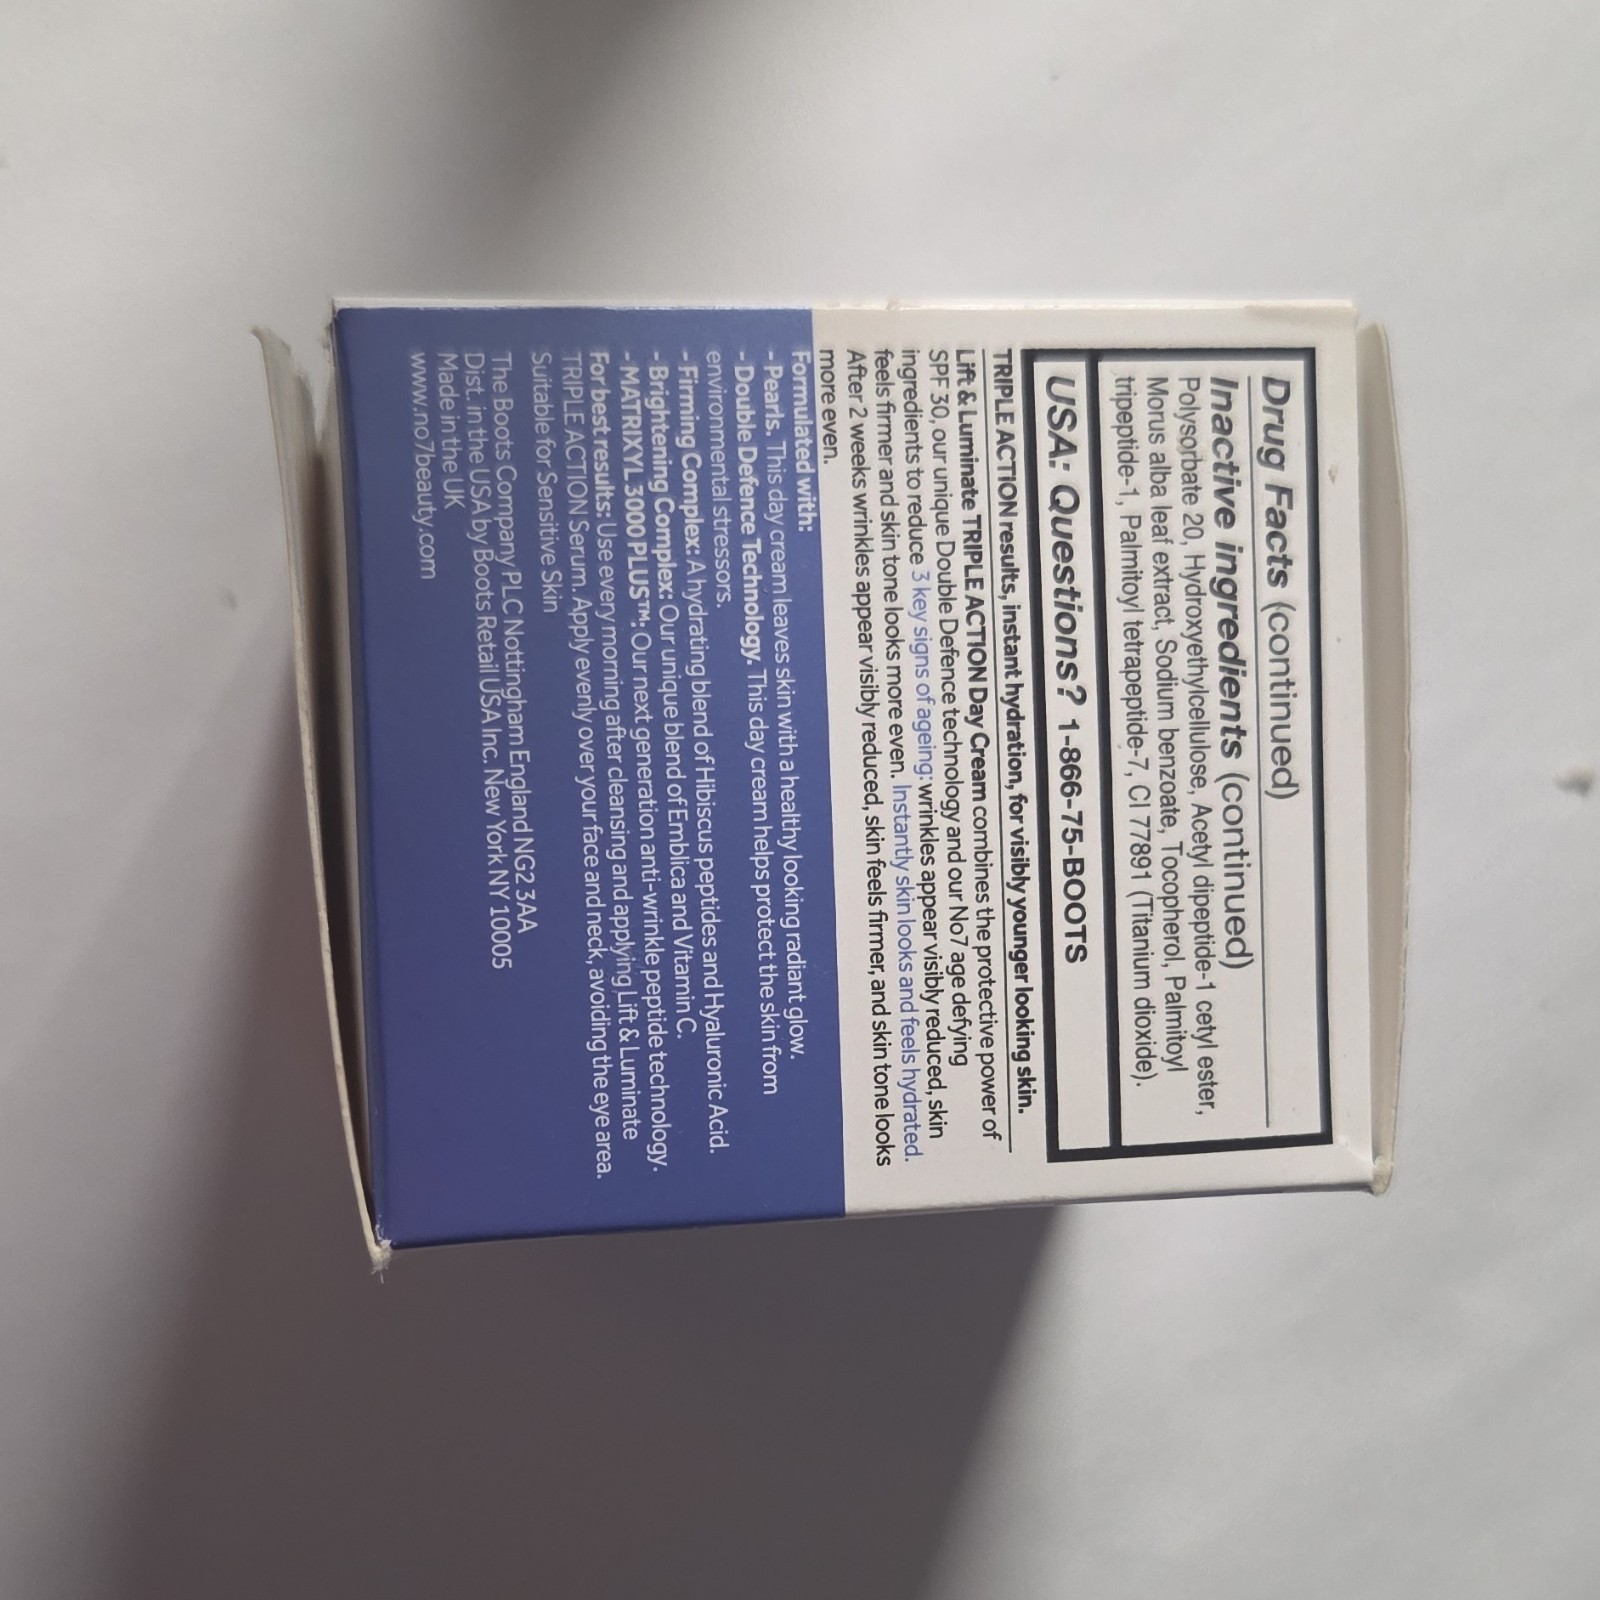 Drug Facts (continued)
Inactive ingredients (continued)
Polysorbate 20, Hydroxyethylcellulose, Acetyl dipeptide-1 cetyl ester,
Morus alba leaf extract, Sodium benzoate, Tocopherol, Palmitoyl
tripeptide-1, Palmitoyl tetrapeptide-7, CI 77891 (Titanium dioxide).
USA: Questions? 1-866-75-BOOTS
TRIPLE ACTION results, instant hydration, for visibly younger looking skin.
Lift & Luminate TRIPLE ACTION Day Cream combines the protective power of
SPF 30, our unique Double Defence technology and our No7 age defying
ingredients to reduce 3 key signs of ageing: wrinkles appear visibly reduced, skin
feels firmer and skin tone looks more even. Instantly skin looks and feels hydrated.
After 2 weeks wrinkles appear visibly reduced, skin feels firmer, and skin tone looks
more even.
Formulated with:
- Pearls. This day cream leaves skin with a healthy looking radiant glow.
- Double Defence Technology. This day cream helps protect the skin from
environmental stressors.
- Firming Complex: A hydrating blend of Hibiscus peptides and Hyaluronic Acid.
- Brightening Complex: Our unique blend of Emblica and Vitamin C.
- MATRIXYL 3000 PLUS™: Our next generation anti-wrinkle peptide technology.
For best results: Use every morning after cleansing and applying Lift & Luminate
TRIPLE ACTION Serum. Apply evenly over your face and neck, avoiding the eye area.
Suitable for Sensitive Skin
The Boots Company PLC Nottingham England NG2 3AA
Dist. in the USA by Boots Retail USA Inc. New York NY 10005
Made in the UK
www.no7beauty.com